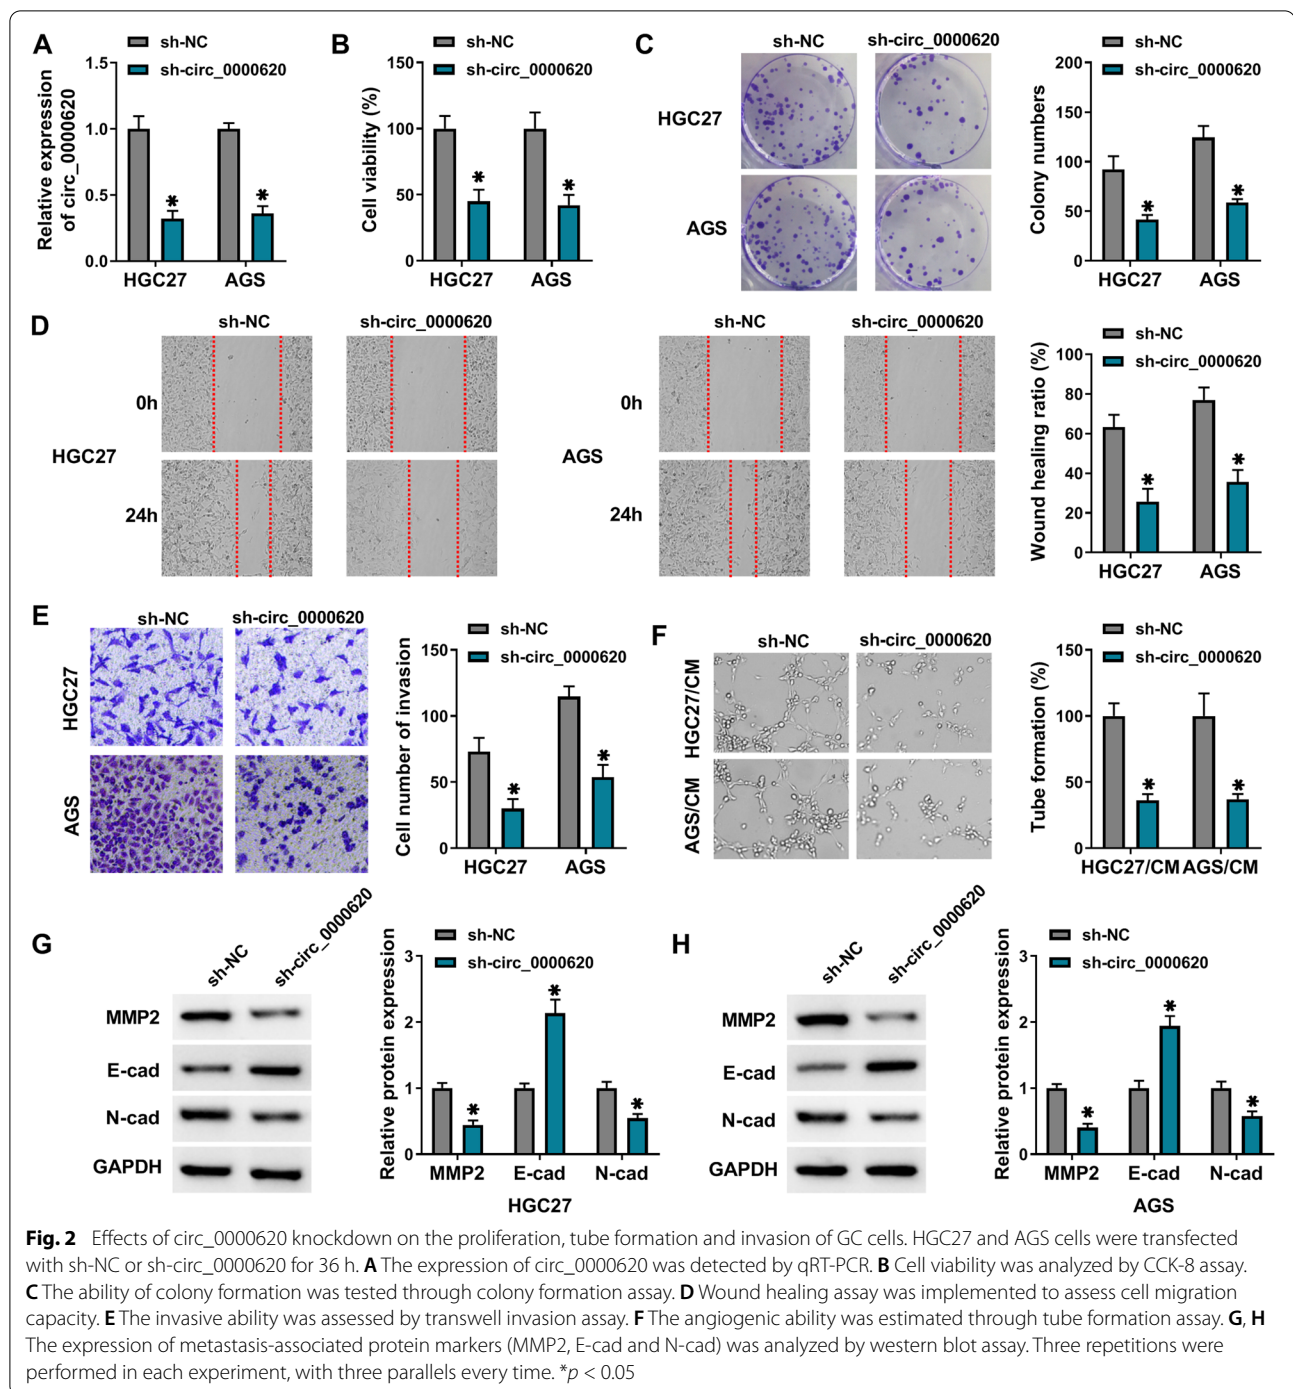 A
sh-NC
sh-circ_0000620
Relative expression
of circ_0000620
1.5
1.0
0.5
0.0
*
*
HGC27
AGS
B
sh-NC
sh-circ_0000620
Cell viability (%)
150
100
50
0
*
*
HGC27
AGS
C
sh-NC
sh-circ_0000620
HGC27
AGS
sh-NC
sh-circ_0000620
Colony numbers
200
150
100
50
0
*
*
HGC27
AGS
D
sh-NC
sh-circ_0000620
0h
HGC27
24h
sh-NC
sh-circ_0000620
0h
AGS
24h
sh-NC
sh-circ_0000620
Wound healing ratio (%)
100
80
60
40
20
0
*
*
HGC27
AGS
E
sh-NC
sh-circ_0000620
HGC27
AGS
sh-NC
sh-circ_0000620
Cell number of invasion
150
100
50
0
*
*
HGC27
AGS
F
sh-NC
sh-circ_0000620
HGC27/CM
AGS/CM
sh-NC
sh-circ_0000620
Tube formation (%)
150
100
50
0
*
*
HGC27/CM
AGS/CM
G
sh-NC
sh-circ_0000620
MMP2
E-cad
N-cad
GAPDH
sh-NC
sh-circ_0000620
Relative protein expression
3
2
1
0
*
*
*
MMP2
E-cad
N-cad
HGC27
H
sh-NC
sh-circ_0000620
MMP2
E-cad
N-cad
GAPDH
sh-NC
sh-circ_0000620
Relative protein expression
3
2
1
0
*
*
*
MMP2
E-cad
N-cad
AGS
Fig. 2 Effects of circ_0000620 knockdown on the proliferation, tube formation and invasion of GC cells. HGC27 and AGS cells were transfected
with sh-NC or sh-circ_0000620 for 36 h. A The expression of circ_0000620 was detected by qRT-PCR. B Cell viability was analyzed by CCK-8 assay.
C The ability of colony formation was tested through colony formation assay. D Wound healing assay was implemented to assess cell migration
capacity. E The invasive ability was assessed by transwell invasion assay. F The angiogenic ability was estimated through tube formation assay. G, H
The expression of metastasis-associated protein markers (MMP2, E-cad and N-cad) was analyzed by western blot assay. Three repetitions were
performed in each experiment, with three parallels every time. *p < 0.05